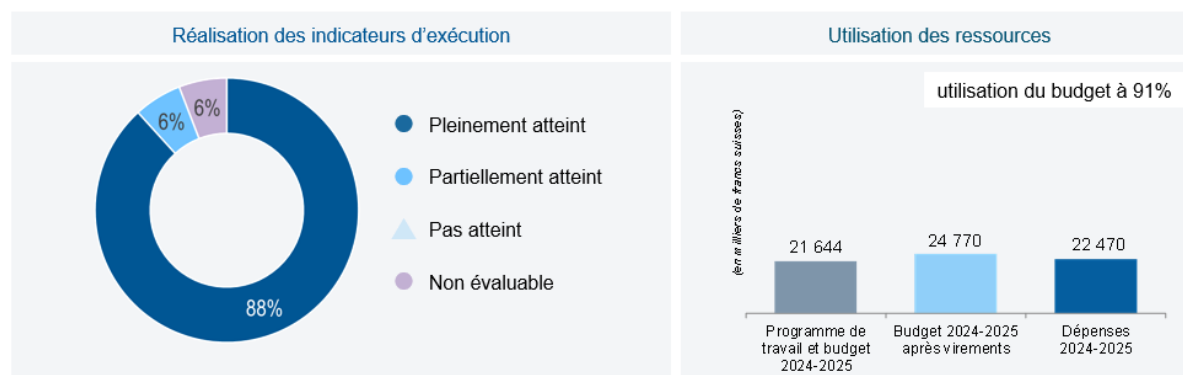 Réalisation des indicateurs d’exécution
6%
6%
88%
Pleinement atteint
Partiellement atteint
Pas atteint
Non évaluable
Utilisation des ressources
utilisation du budget à 91%
(en milliers de francs suisses)
21 644
24 770
22 470
Programme de
travail et budget
2024-2025
Budget 2024-2025
après virements
Dépenses
2024-2025